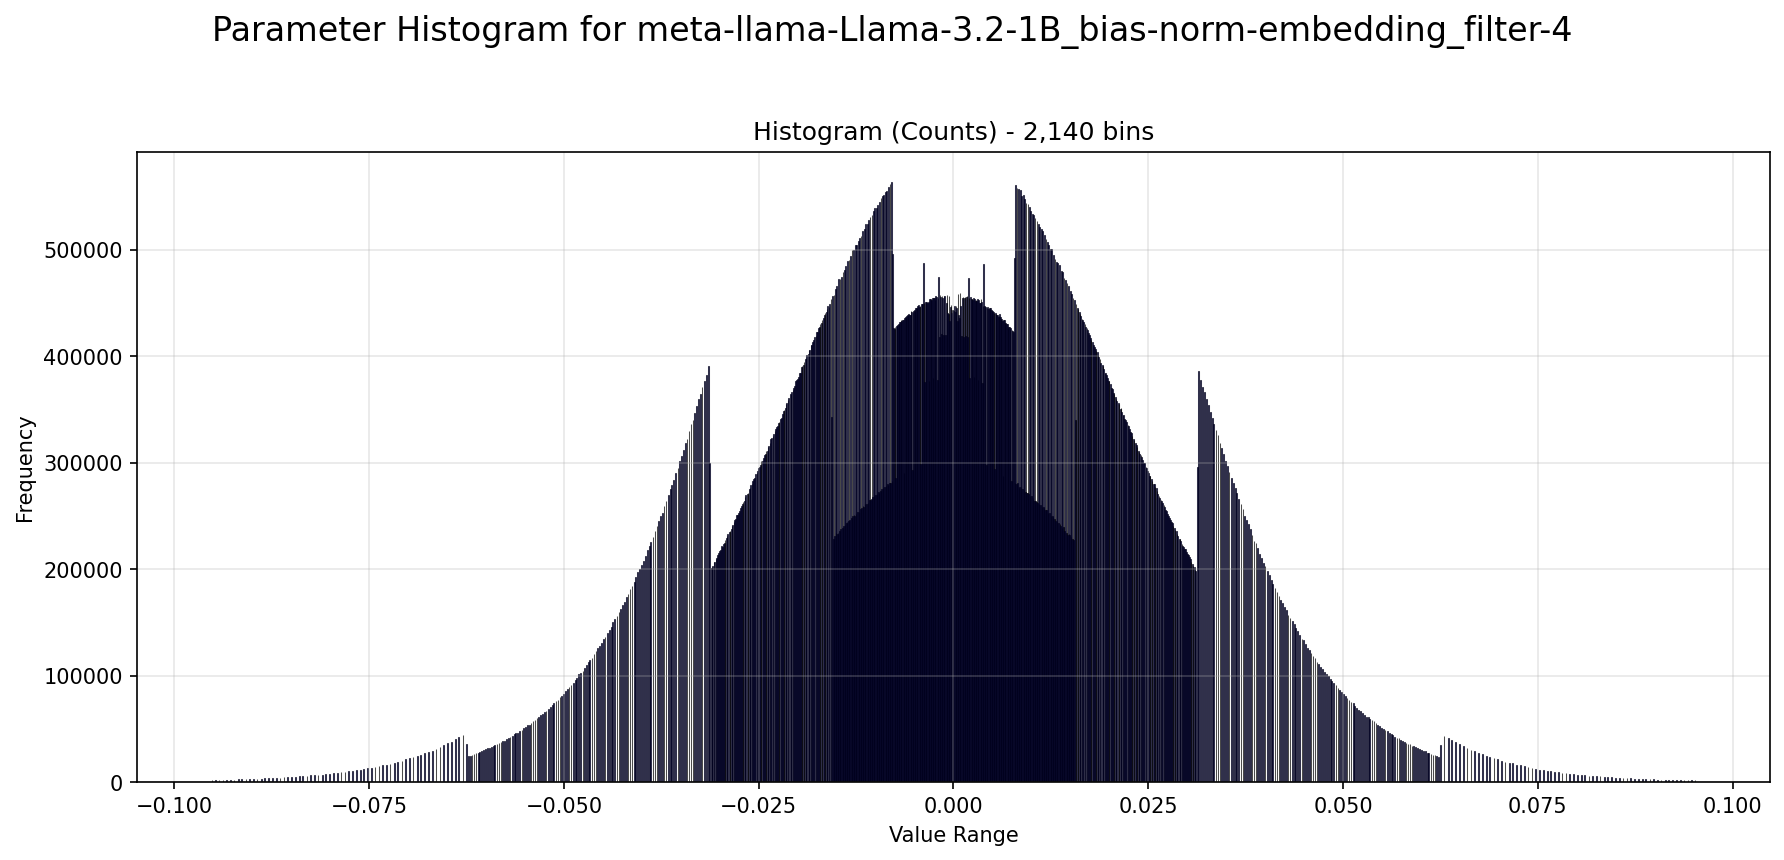 Parameter Histogram for meta-llama-Llama-3.2-1B_bias-norm-embedding_filter-4
Histogram (Counts) - 2,140 bins
Frequency
500000
400000
300000
200000
100000
0
−0.100 −0.075 −0.050 −0.025 0.000 0.025 0.050 0.075 0.100
Value Range